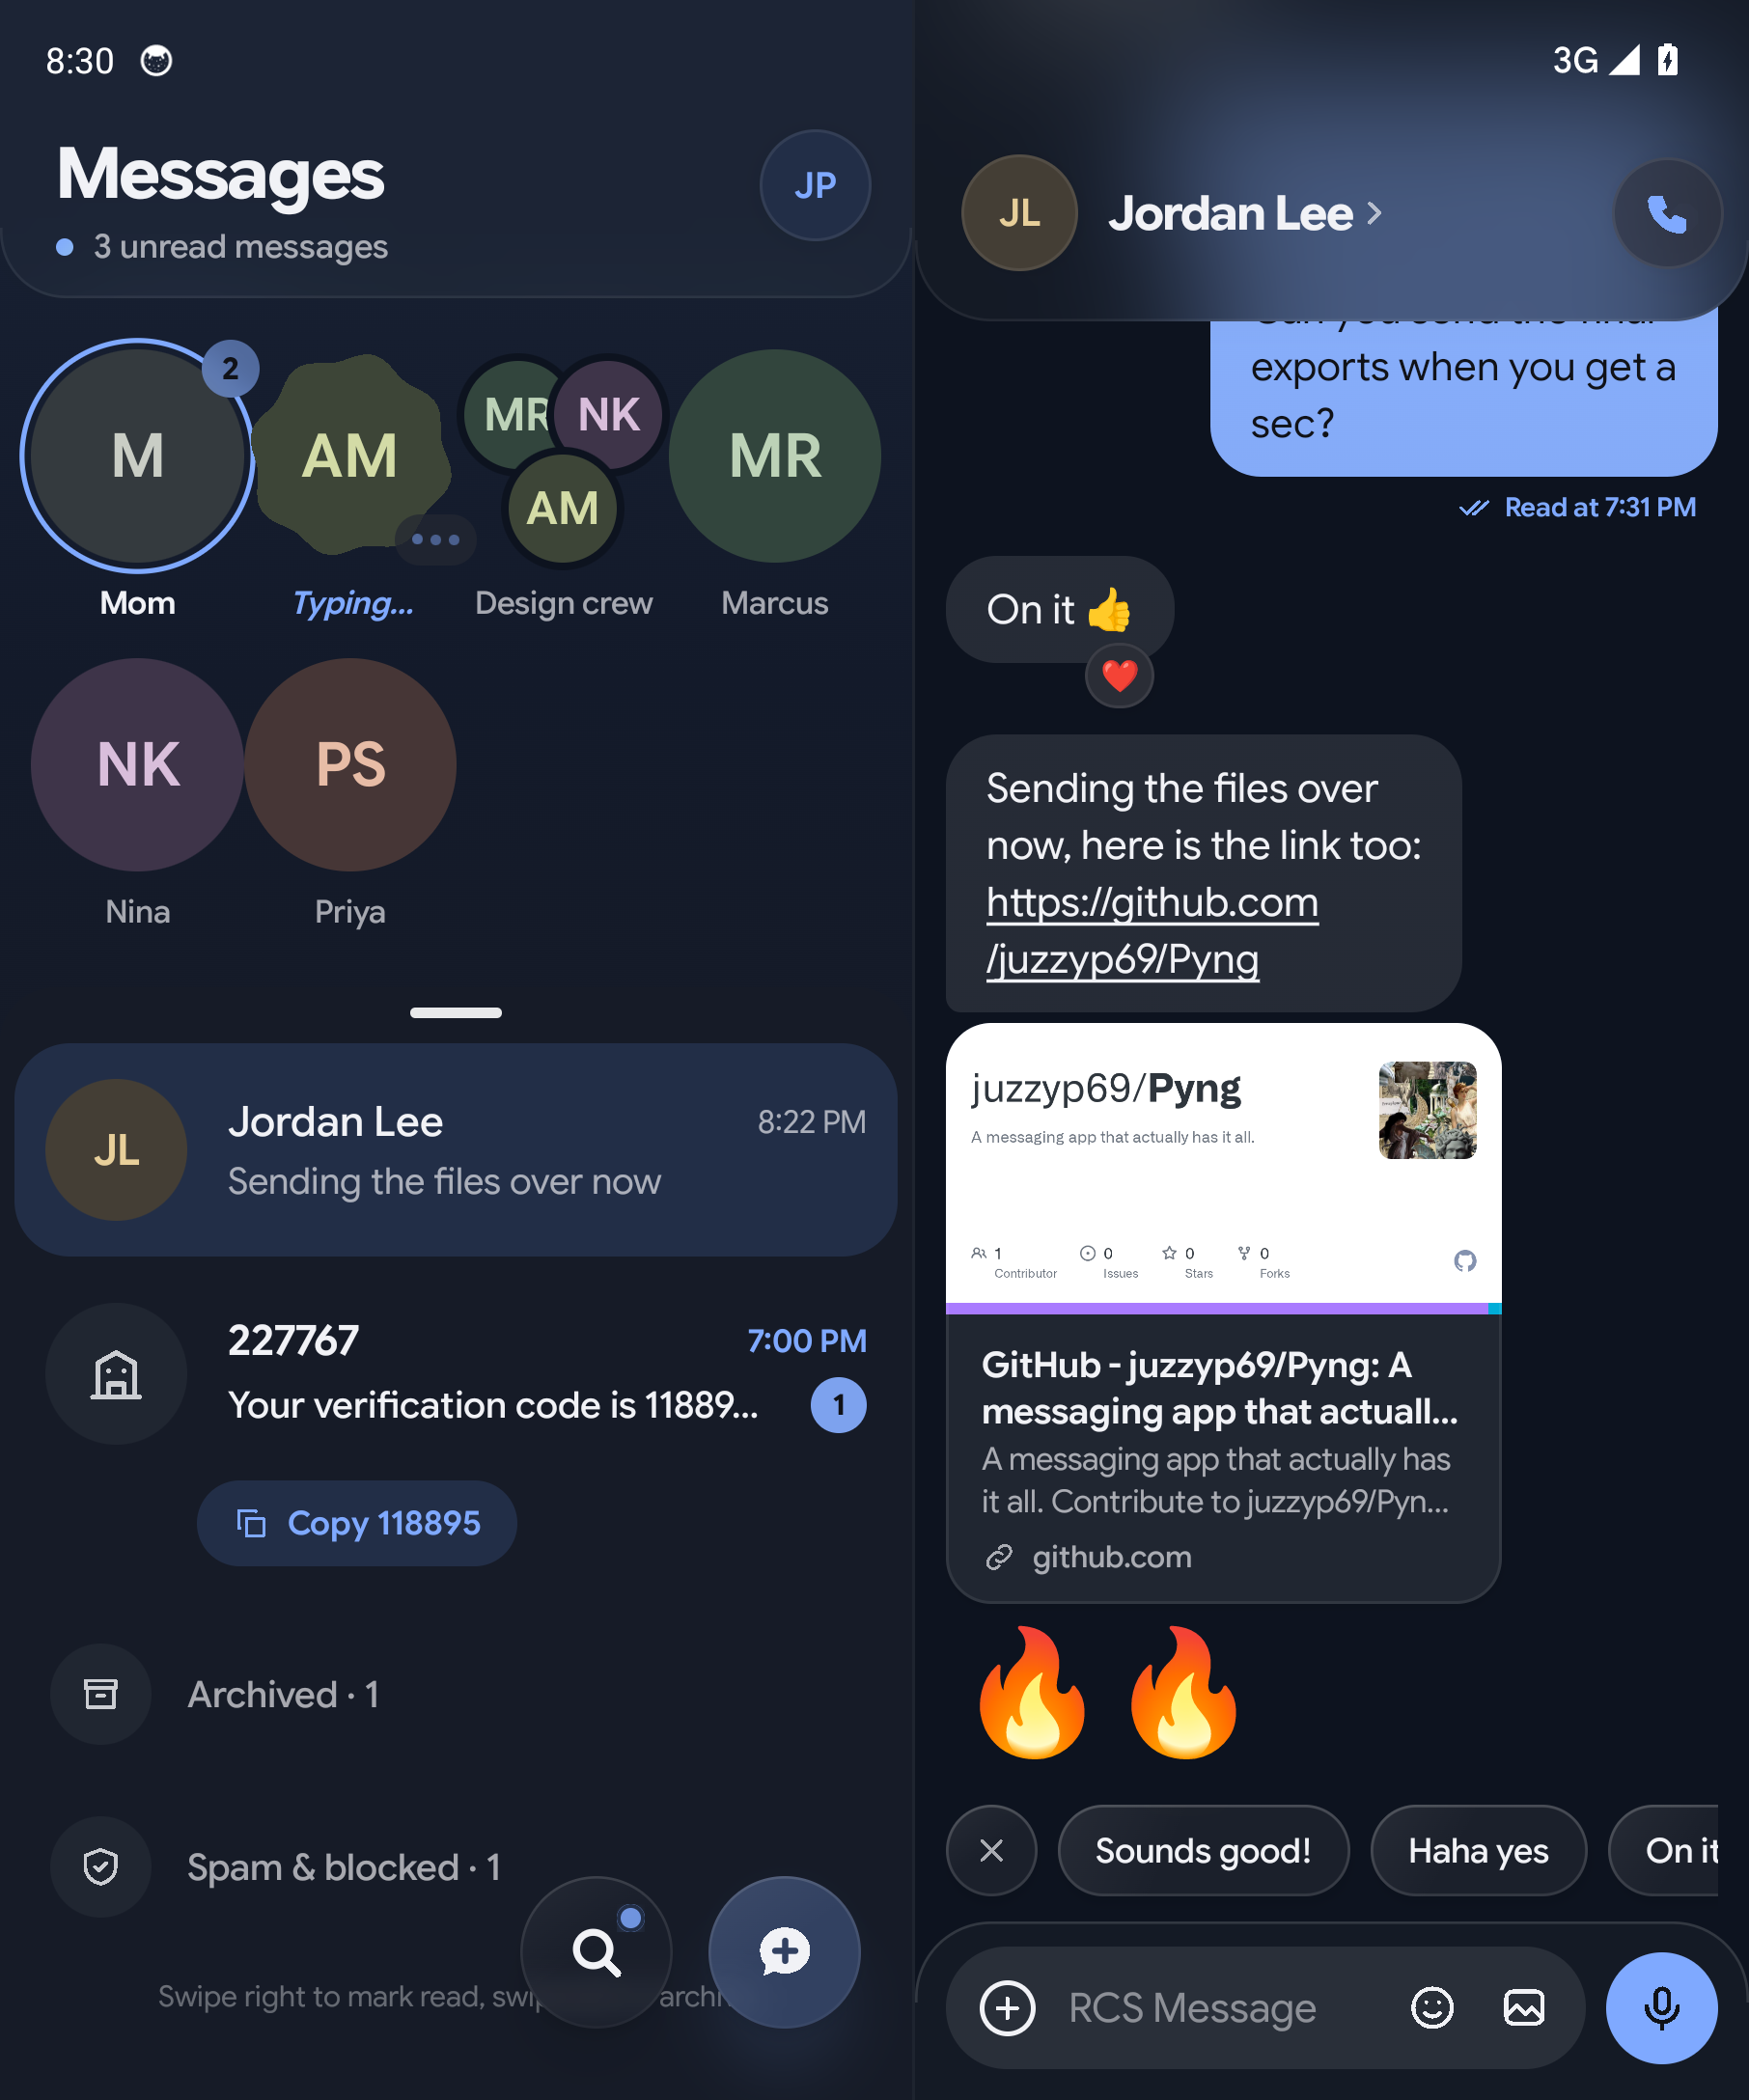 8:30
3G
Messages
JP
3 unread messages
M
2
AM
MR
NK
AM
MR
Mom
Typing...
Design crew
Marcus
NK
PS
Nina
Priya
JL
Jordan Lee
8:22 PM
Sending the files over now
227767
7:00 PM
Your verification code is 11889...
1
Copy 118895
Archived · 1
Spam & blocked · 1
Swipe right to mark read,
JL
Jordan Lee
exports when you get a
sec?
Read at 7:31 PM
On it 👍
❤️
Sending the files over
now, here is the link too:
https://github.com
/juzzyp69/Pyng
juzzyp69/Pyng
A messaging app that actually has it all.
1
Contributor
0
Issues
0
Stars
0
Forks
GitHub - juzzyp69/Pyng: A
messaging app that actuall...
A messaging app that actually has
it all. Contribute to juzzyp69/Pyn...
github.com
🔥 🔥
Sounds good!
Haha yes
On it
RCS Message